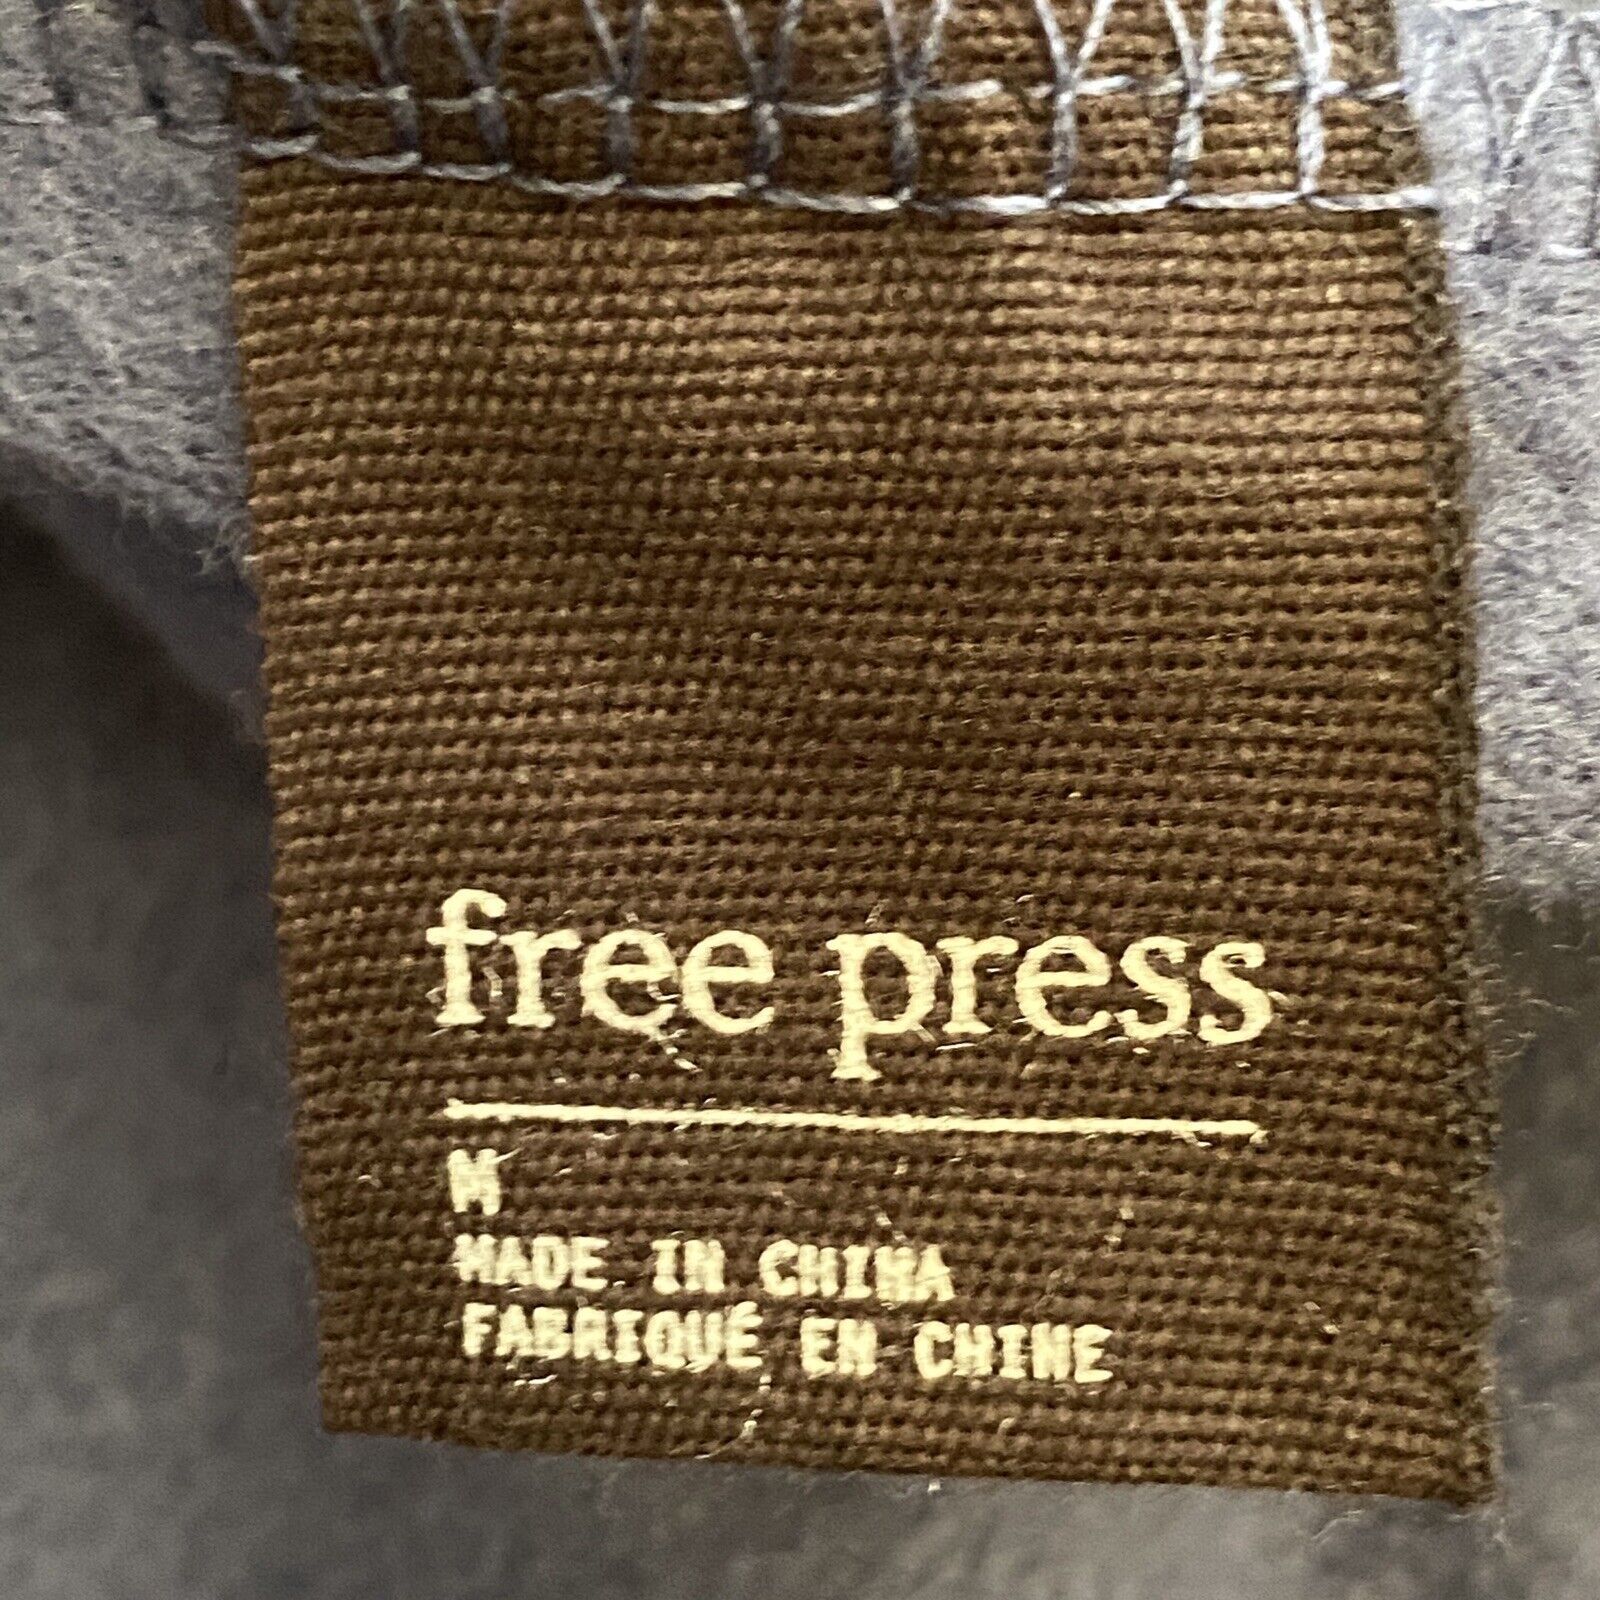 free press
M
MADE IN CHINA
FABRIQUÉ EN CHINE